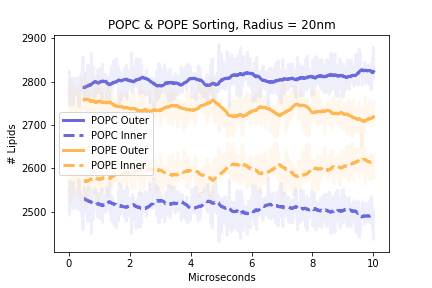 POPC & POPE Sorting, Radius = 20nm
2900
2800
2700
2600
2500
# Lipids
POPC Outer
POPC Inner
POPE Outer
POPE Inner
0 2 4 6 8 10
Microseconds